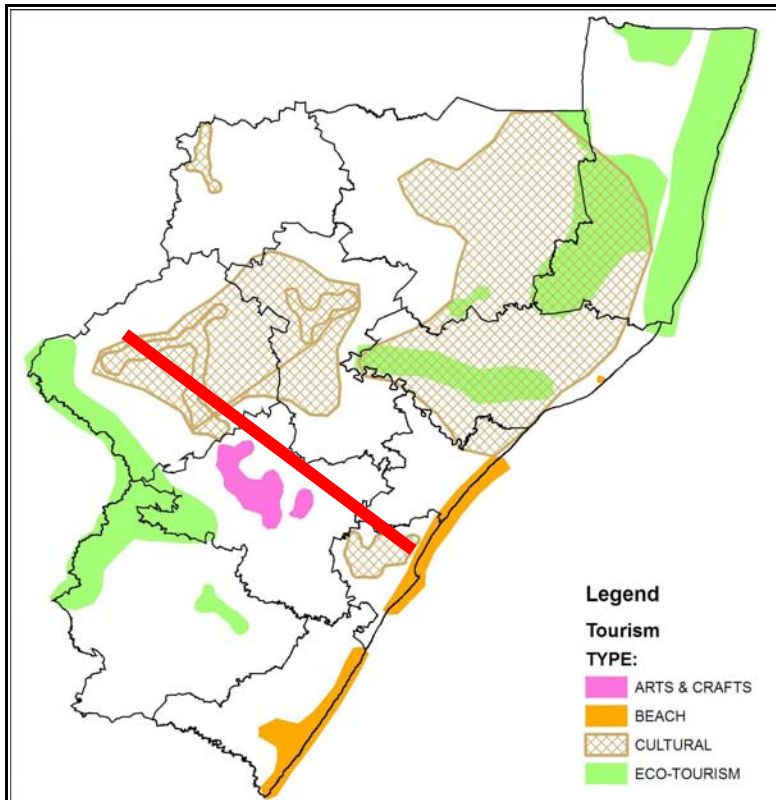 Legend
Tourism
TYPE:
ARTS & CRAFTS
BEACH
CULTURAL
ECO-TOURISM